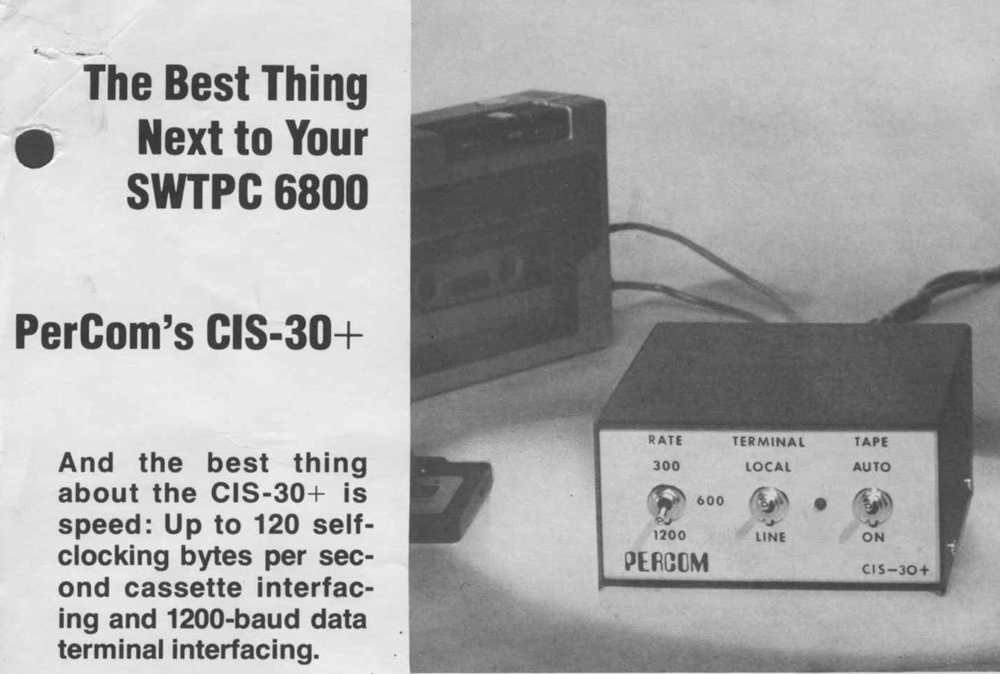 The Best Thing
Next to Your
SWTPC 6800
PerCom's CIS-30+
And the best thing
about the CIS-30+ is
speed: Up to 120 self-
clocking bytes per sec-
ond cassette interfac-
ing and 1200-baud data
terminal interfacing.
RATE TERMINAL TAPE
300 LOCAL AUTO
600
1200 LINE ON
PERCOM CIS-30+